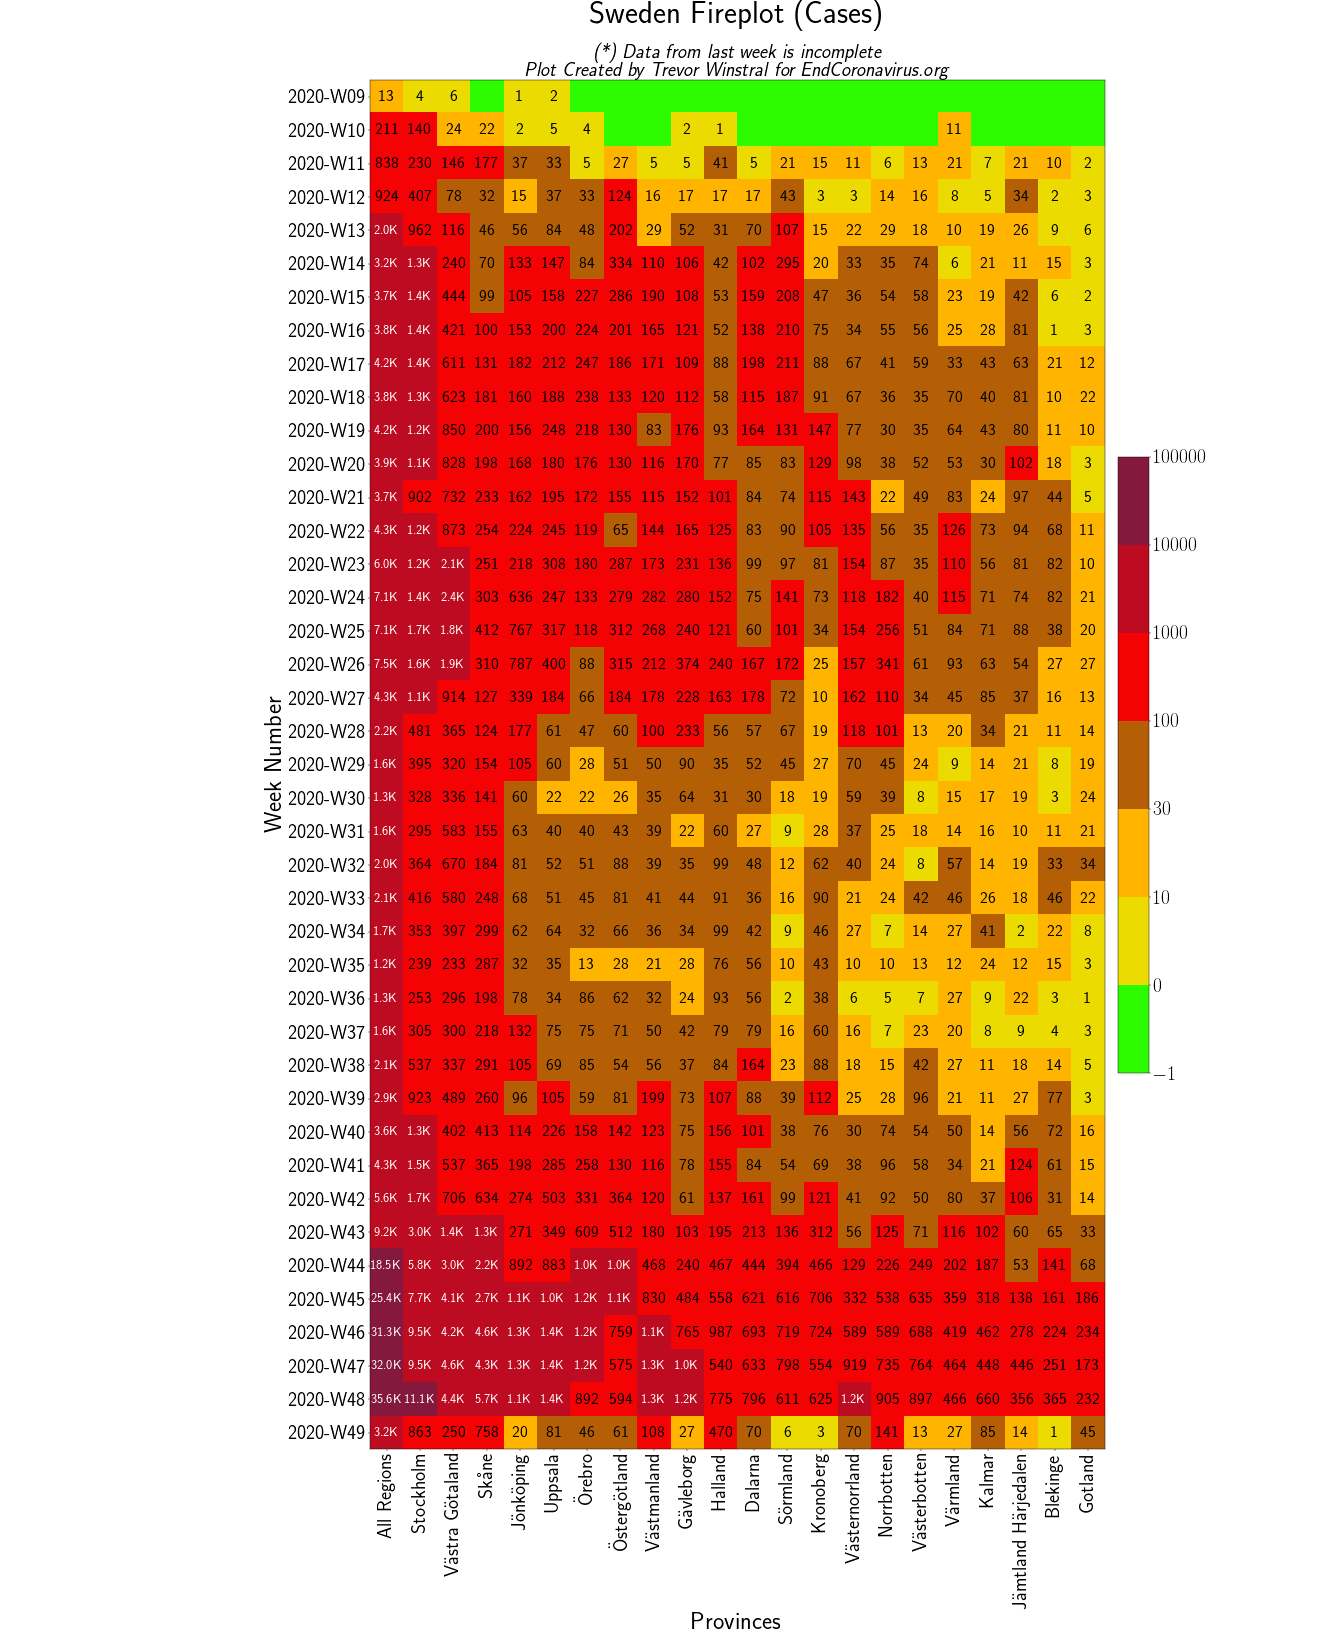 Sweden Fireplot (Cases)
(*) Data from last week is incomplete
Plot Created by Trevor Winstral for EndCoronavirus.org
2020-W09 13 4 6 1 2
2020-W10 211 140 24 22 2 5 4 2 1 11
2020-W11 838 230 146 177 37 33 5 27 5 5 41 5 21 15 11 6 13 21 7 21 10 2
2020-W12 924 407 78 32 15 37 33 124 16 17 17 17 43 3 3 14 16 8 5 34 2 3
2020-W13 2.0K 962 116 46 56 84 48 202 29 52 31 70 107 15 22 29 18 10 19 26 9 6
2020-W14 3.2K 1.3K 240 70 133 147 84 334 110 106 42 102 295 20 33 35 74 6 21 11 15 3
2020-W15 3.7K 1.4K 444 99 105 158 227 286 190 108 53 159 208 47 36 54 58 23 19 42 6 2
2020-W16 3.8K 1.4K 421 100 153 200 224 201 165 121 52 138 210 75 34 55 56 25 28 81 1 3
2020-W17 4.2K 1.4K 611 131 182 212 247 186 171 109 88 198 211 88 67 41 59 33 43 63 21 12
2020-W18 3.8K 1.3K 623 181 160 188 238 133 120 112 58 115 187 91 67 36 35 70 40 81 10 22
2020-W19 4.2K 1.2K 850 200 156 248 218 130 83 176 93 164 131 147 77 30 35 64 43 80 11 10
2020-W20 3.9K 1.1K 828 198 168 180 176 130 116 170 77 85 83 129 98 38 52 53 30 102 18 3
2020-W21 3.7K 902 732 233 162 195 172 155 115 152 101 84 74 115 143 22 49 83 24 97 44 5
2020-W22 4.3K 1.2K 873 254 224 245 119 65 144 165 125 83 90 105 135 56 35 126 73 94 68 11
2020-W23 6.0K 1.2K 2.1K 251 218 308 180 287 173 231 136 99 97 81 154 87 35 110 56 81 82 10
2020-W24 7.1K 1.4K 2.4K 303 636 247 133 279 282 280 152 75 141 73 118 182 40 115 71 74 82 21
2020-W25 7.1K 1.7K 1.8K 412 767 317 118 312 268 240 121 60 101 34 154 256 51 84 71 88 38 20
2020-W26 7.5K 1.6K 1.9K 310 787 400 88 315 212 374 240 167 172 25 157 341 61 93 63 54 27 27
2020-W27 4.3K 1.1K 914 127 339 184 66 184 178 228 163 178 72 10 162 110 34 45 85 37 16 13
2020-W28 2.2K 481 365 124 177 61 47 60 100 233 56 57 67 19 118 101 13 20 34 21 11 14
2020-W29 1.6K 395 320 154 105 60 28 51 50 90 35 52 45 27 70 45 24 9 14 21 8 19
2020-W30 1.3K 328 336 141 60 22 22 26 35 64 31 30 18 19 59 39 8 15 17 19 3 24
2020-W31 1.6K 295 583 155 63 40 40 43 39 22 60 27 9 28 37 25 18 14 16 10 11 21
2020-W32 2.0K 364 670 184 81 52 51 88 39 35 99 48 12 62 40 24 8 57 14 19 33 34
2020-W33 2.1K 416 580 248 68 51 45 81 41 44 91 36 16 90 21 24 42 46 26 18 46 22
2020-W34 1.7K 353 397 299 62 64 32 66 36 34 99 42 9 46 27 7 14 27 41 2 22 8
2020-W35 1.2K 239 233 287 32 35 13 28 21 28 76 56 10 43 10 10 13 12 24 12 15 3
2020-W36 1.3K 253 296 198 78 34 86 62 32 24 93 56 2 38 6 5 7 27 9 22 3 1
2020-W37 1.6K 305 300 218 132 75 75 71 50 42 79 79 16 60 16 7 23 20 8 9 4 3
2020-W38 2.1K 537 337 291 105 69 85 54 56 37 84 164 23 88 18 15 42 27 11 18 14 5
2020-W39 2.9K 923 489 260 96 105 59 81 199 73 107 88 39 112 25 28 96 21 11 27 77 3
2020-W40 3.6K 1.3K 402 413 114 226 158 142 123 75 156 101 38 76 30 74 54 50 14 56 72 16
2020-W41 4.3K 1.5K 537 365 198 285 258 130 116 78 155 84 54 69 38 96 58 34 21 124 61 15
2020-W42 5.6K 1.7K 706 634 274 503 331 364 120 61 137 161 99 121 41 92 50 80 37 106 31 14
2020-W43 9.2K 3.0K 1.4K 1.3K 271 349 609 512 180 103 195 213 136 312 56 125 71 116 102 60 65 33
2020-W44 18.5K 5.8K 3.0K 2.2K 892 883 1.0K 1.0K 468 240 467 444 394 466 129 226 249 202 187 53 141 68
2020-W45 25.4K 7.7K 4.1K 2.7K 1.1K 1.0K 1.2K 1.1K 830 484 558 621 616 706 332 538 635 359 318 138 161 186
2020-W46 31.3K 9.5K 4.2K 4.6K 1.3K 1.4K 1.2K 759 1.1K 765 987 693 719 724 589 589 688 419 462 278 224 234
2020-W47 32.0K 9.5K 4.6K 4.3K 1.3K 1.4K 1.2K 575 1.3K 1.0K 540 633 798 554 919 735 764 464 448 446 251 173
2020-W48 35.6K 11.1K 4.4K 5.7K 1.1K 1.4K 892 594 1.3K 1.2K 775 796 611 625 1.2K 905 897 466 660 356 365 232
2020-W49 3.2K 863 250 758 20 81 46 61 108 27 470 70 6 3 70 141 13 27 85 14 1 45
Week Number
All Regions
Stockholm
Västra Götaland
Skåne
Jönköping
Uppsala
Örebro
Östergötland
Västmanland
Gävleborg
Halland
Dalarna
Sörmland
Kronoberg
Västernorrland
Norrbotten
Västerbotten
Värmland
Kalmar
Jämtland Härjedalen
Blekinge
Gotland
Provinces
100000
10000
1000
100
30
10
0
−1